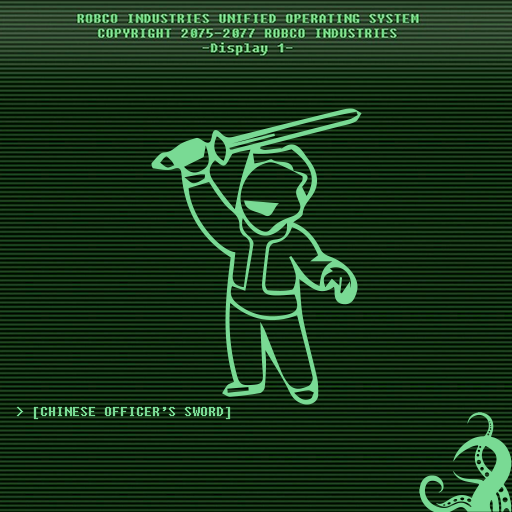 ROBCO INDUSTRIES UNIFIED OPERATING SYSTEM
COPYRIGHT 2075-2077 ROBCO INDUSTRIES
-Display 1-
> [CHINESE OFFICER'S SWORD]